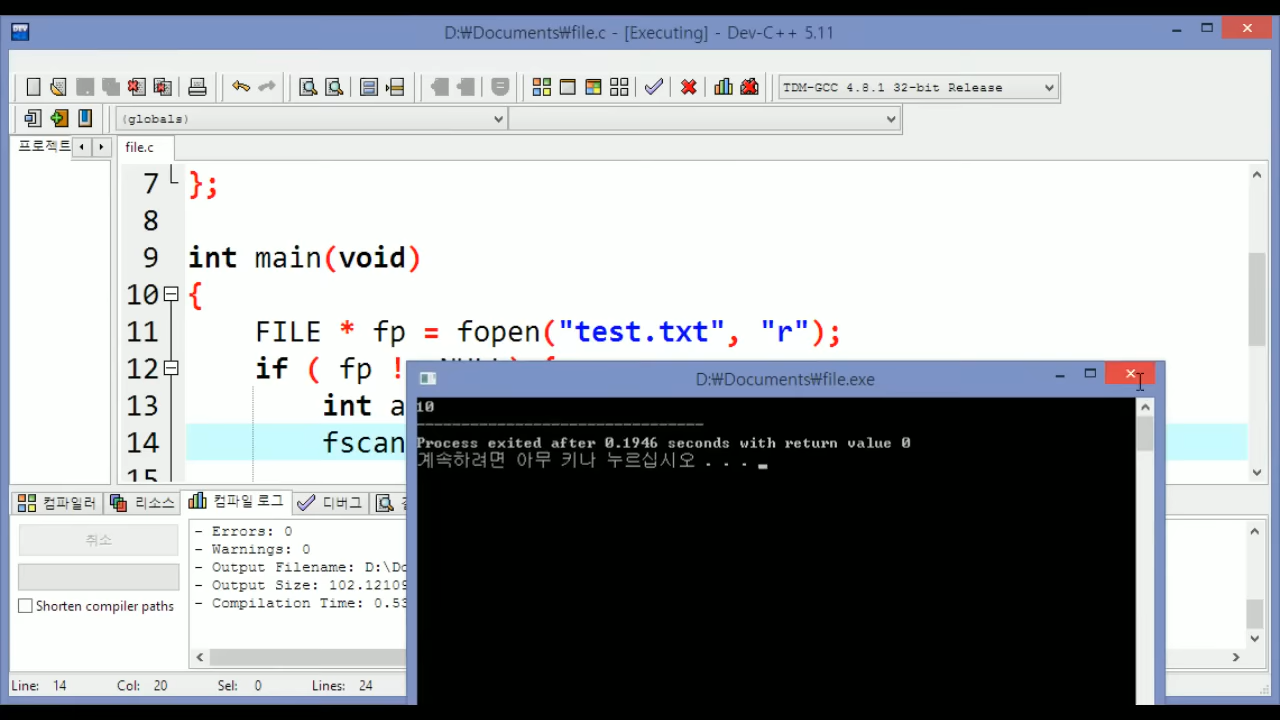 D:\Documents\file.c - [Executing] - Dev-C++ 5.11
TDM-GCC 4.8.1 32-bit Release
(globals)
프로젝트
file.c
7 };
8
9 int main(void)
10 {
11 FILE * fp = fopen("test.txt", "r");
12 if ( fp !
13 int a
14 fscan
15
D:\Documents\file.exe
10
--------------------------------
Process exited after 0.1946 seconds with return value 0
계속하려면 아무 키나 누르십시오 . . .
컴파일러
리소스
컴파일 로그
디버그
취소
Shorten compiler paths
- Errors: 0
- Warnings: 0
- Output Filename: D:\Do
- Output Size: 102.12109
- Compilation Time: 0.53
Line: 14 Col: 20 Sel: 0 Lines: 24